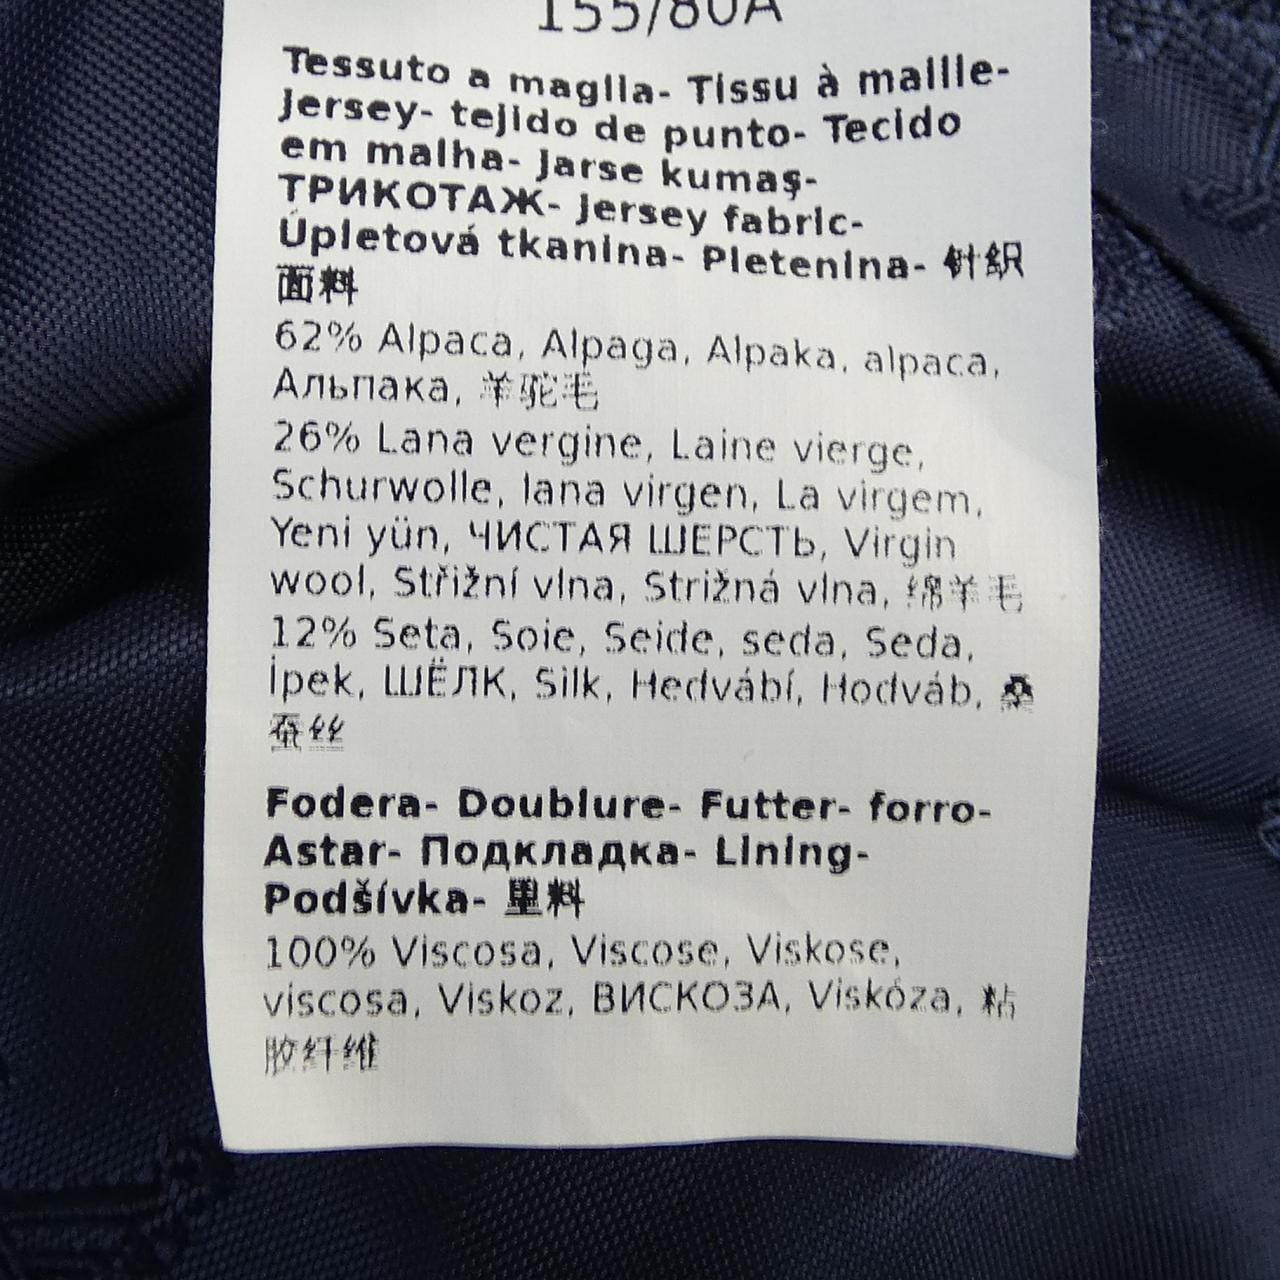 155/80A
Tessuto a maglia- Tissu à maille-
Jersey- tejido de punto- Tecido
em malha- Jarse kumaş-
ТРИКОТАЖ- Jersey fabric-
Úpletová tkanina- Pletenina- 针织
面料
62% Alpaca, Alpaga, Alpaka, alpaca,
Альпака, 羊驼毛
26% Lana vergine, Laine vierge,
Schurwolle, lana virgen, La virgem,
Yeni yün, ЧИСТАЯ ШЕРСТЬ, Virgin
wool, Střižní vlna, Strižná vlna, 绵羊毛
12% Seta, Soie, Seide, seda, Seda,
İpek, ШЁЛК, Silk, Hedvábí, Hodváb, 桑
蚕丝
Fodera- Doublure- Futter- forro-
Astar- Подкладка- Lining-
Podšívka- 里料
100% Viscosa, Viscose, Viskose,
viscosa, Viskoz, ВИСКОЗА, Viskóza, 粘
胶纤维